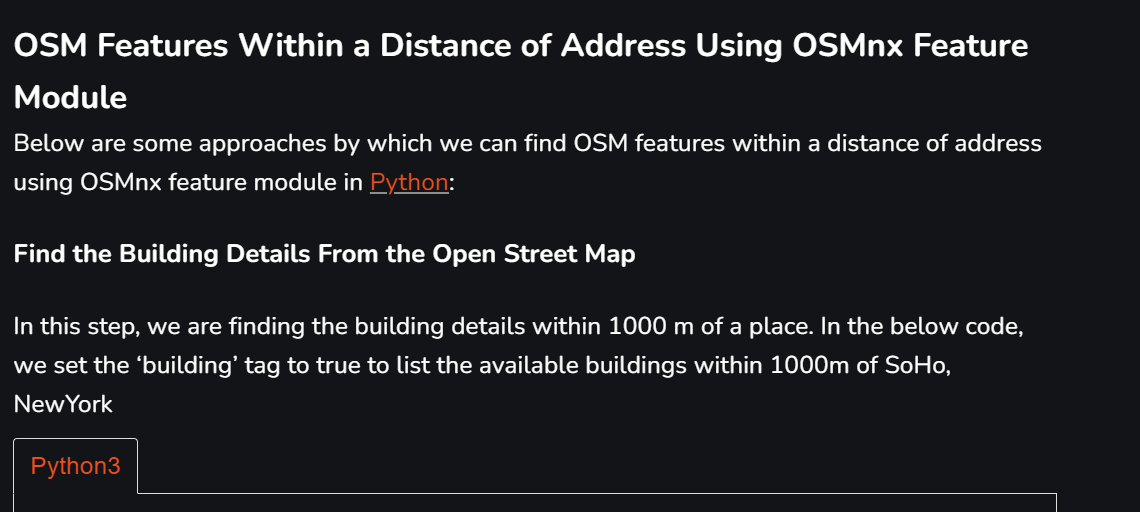 OSM Features Within a Distance of Address Using OSMnx Feature
Module
Below are some approaches by which we can find OSM features within a distance of address
using OSMnx feature module in Python:
Find the Building Details From the Open Street Map
In this step, we are finding the building details within 1000 m of a place. In the below code,
we set the ‘building’ tag to true to list the available buildings within 1000m of SoHo,
NewYork
Python3